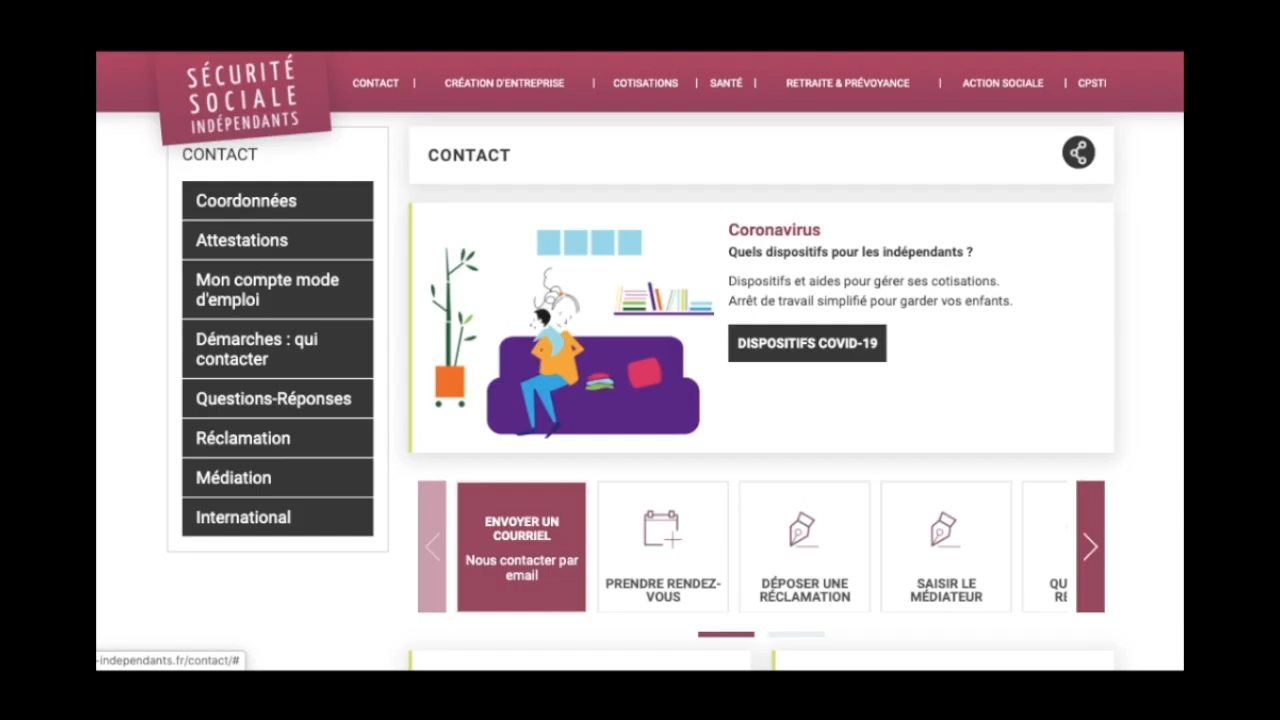 SÉCURITÉ
SOCIALE
INDÉPENDANTS
CONTACT | CRÉATION D'ENTREPRISE | COTISATIONS | SANTÉ | RETRAITE & PRÉVOYANCE | ACTION SOCIALE | CPSTI
CONTACT
Coordonnées
Attestations
Mon compte mode
d'emploi
Démarches : qui
contacter
Questions-Réponses
Réclamation
Médiation
International
CONTACT
Coronavirus
Quels dispositifs pour les indépendants ?
Dispositifs et aides pour gérer ses cotisations.
Arrêt de travail simplifié pour garder vos enfants.
DISPOSITIFS COVID-19
ENVOYER UN
COURRIEL
Nous contacter par
email
PRENDRE RENDEZ-
VOUS
DÉPOSER UNE
RÉCLAMATION
SAISIR LE
MÉDIATEUR
QU
RÉ
-independants.fr/contact/#